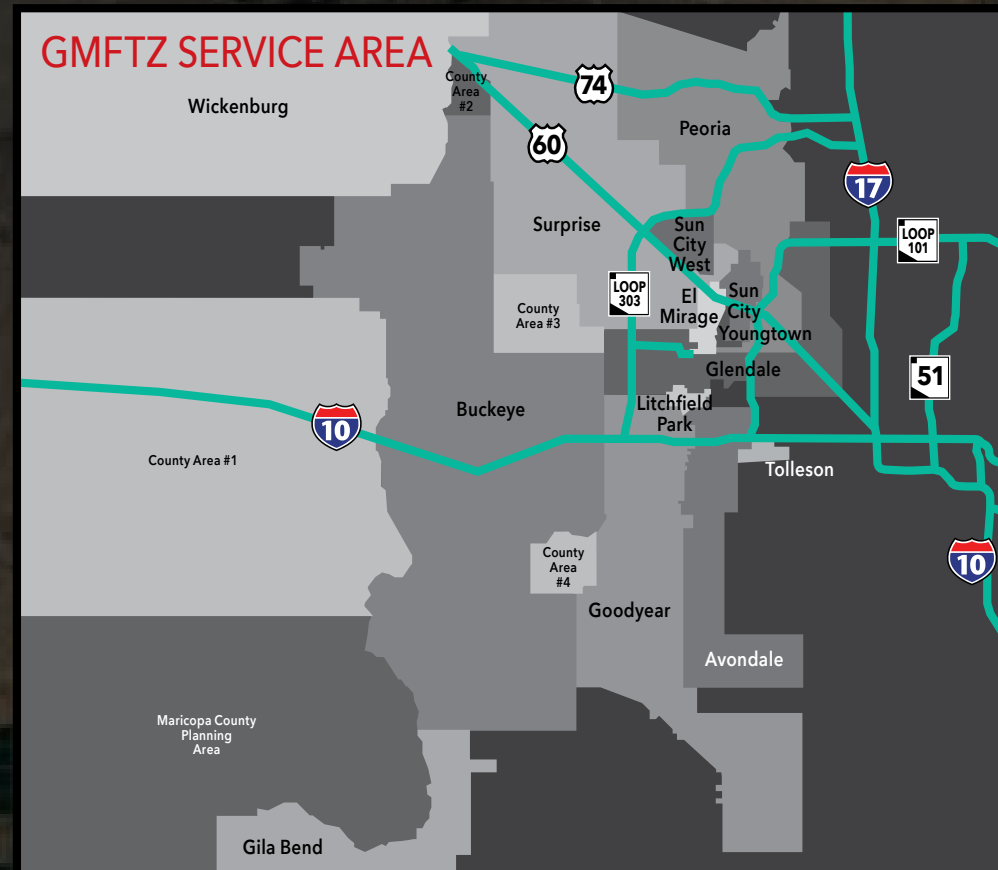 GMFTZ SERVICE AREA
Wickenburg
County
Area
#2
74
60
Peoria
17
Surprise
Sun
City
West
LOOP
101
LOOP
303
County
Area #3
El
Mirage
Sun
City
Youngtown
Glendale
51
Buckeye
Litchfield
Park
10
County Area #1
Tolleson
County
Area
#4
10
Goodyear
Avondale
Maricopa County
Planning
Area
Gila Bend